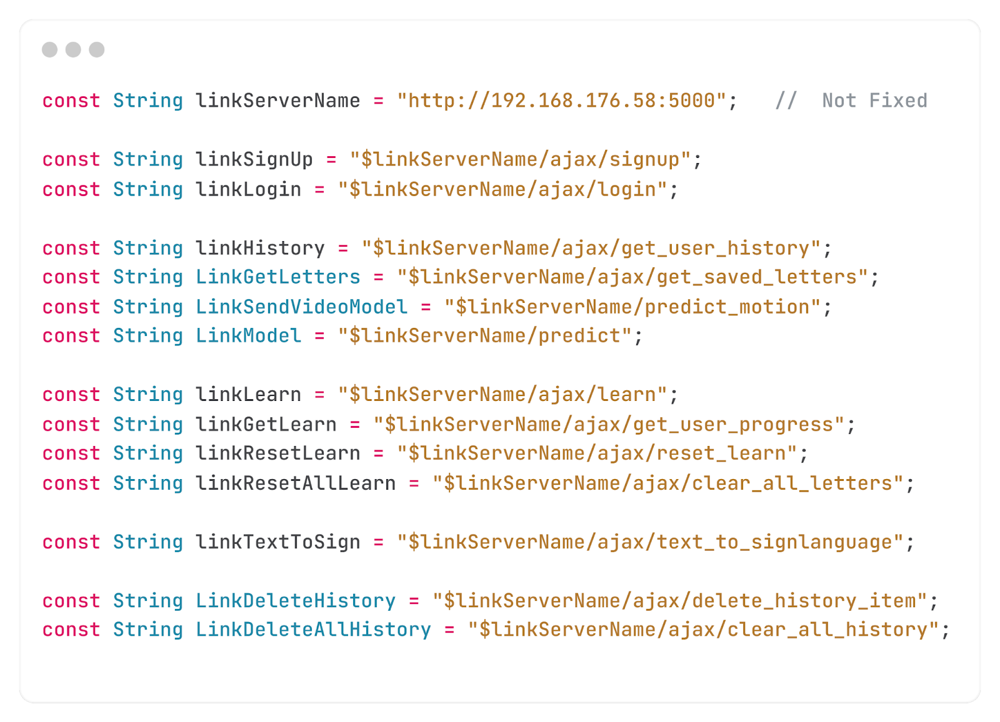 const String linkServerName = "http://192.168.176.58:5000";   //  Not Fixed
const String linkSignUp = "$linkServerName/ajax/signup";
const String linkLogin = "$linkServerName/ajax/login";
const String linkHistory = "$linkServerName/ajax/get_user_history";
const String LinkGetLetters = "$linkServerName/ajax/get_saved_letters";
const String LinkSendVideoModel = "$linkServerName/predict_motion";
const String LinkModel = "$linkServerName/predict";
const String linkLearn = "$linkServerName/ajax/learn";
const String linkGetLearn = "$linkServerName/ajax/get_user_progress";
const String linkResetLearn = "$linkServerName/ajax/reset_learn";
const String linkResetAllLearn = "$linkServerName/ajax/clear_all_letters";
const String linkTextToSign = "$linkServerName/ajax/text_to_signlanguage";
const String LinkDeleteHistory = "$linkServerName/ajax/delete_history_item";
const String LinkDeleteAllHistory = "$linkServerName/ajax/clear_all_history";